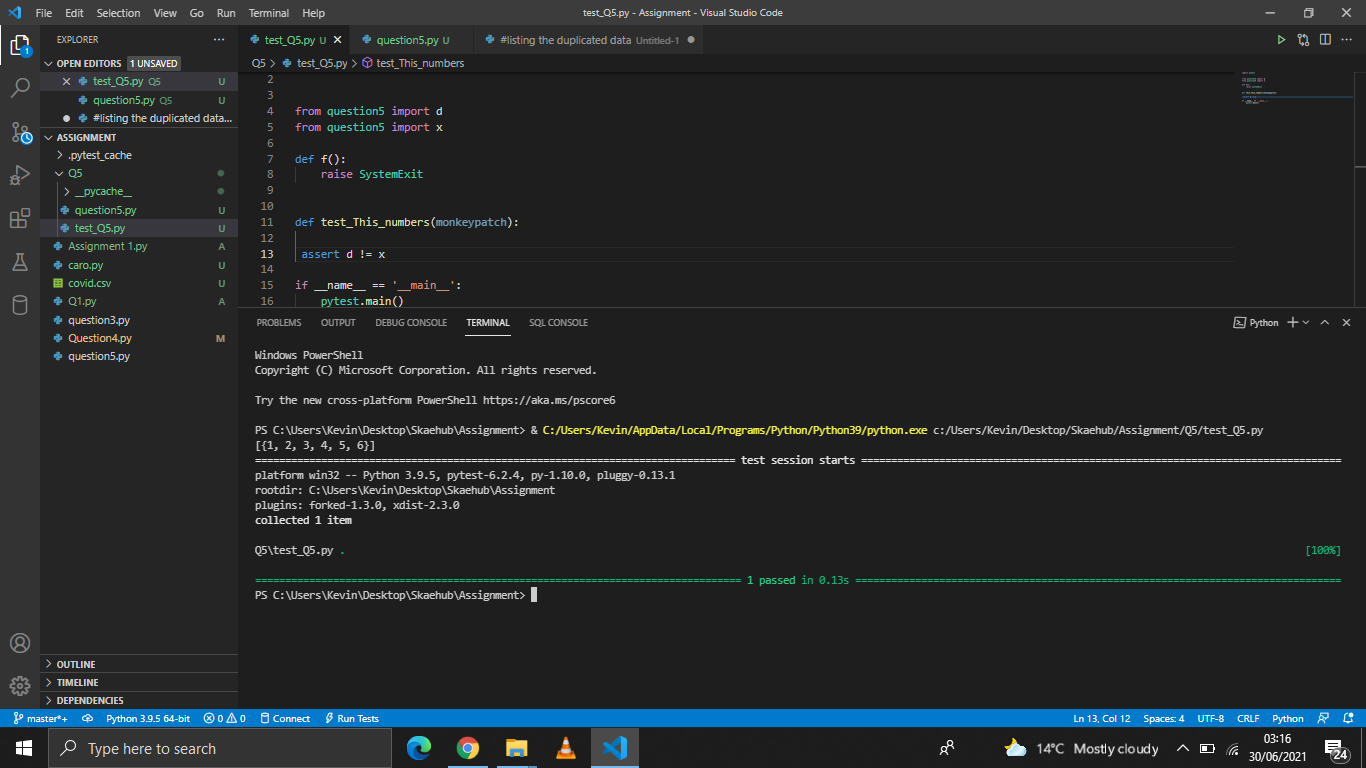 File Edit Selection View Go Run Terminal Help
test_Q5.py - Assignment - Visual Studio Code
1
EXPLORER
OPEN EDITORS 1 UNSAVED
test_Q5.py Q5 U
question5.py Q5 U
#listing the duplicated data...
ASSIGNMENT
.pytest_cache
Q5
__pycache__
question5.py U
test_Q5.py U
Assignment 1.py A
caro.py U
covid.csv U
Q1.py A
question3.py
Question4.py M
question5.py
OUTLINE
TIMELINE
DEPENDENCIES
test_Q5.py U
question5.py U
#listing the duplicated data Untitled-1
Q5 > test_Q5.py > test_This_numbers
2
3
4 from question5 import d
5 from question5 import x
6
7 def f():
8 raise SystemExit
9
10
11 def test_This_numbers(monkeypatch):
12
13 assert d != x
14
15 if __name__ == '__main__':
16 pytest.main()
PROBLEMS OUTPUT DEBUG CONSOLE TERMINAL SQL CONSOLE
Python
Windows PowerShell
Copyright (C) Microsoft Corporation. All rights reserved.
Try the new cross-platform PowerShell https://aka.ms/pscore6
PS C:\Users\Kevin\Desktop\Skaehub\Assignment> & C:/Users/Kevin/AppData/Local/Programs/Python/Python39/python.exe c:/Users/Kevin/Desktop/Skaehub/Assignment/Q5/test_Q5.py
[{1, 2, 3, 4, 5, 6}]
=== test session starts ===
platform win32 -- Python 3.9.5, pytest-6.2.4, py-1.10.0, pluggy-0.13.1
rootdir: C:\Users\Kevin\Desktop\Skaehub\Assignment
plugins: forked-1.3.0, xdist-2.3.0
collected 1 item
Q5\test_Q5.py . [100%]
=== 1 passed in 0.13s ===
PS C:\Users\Kevin\Desktop\Skaehub\Assignment>
master*+ Python 3.9.5 64-bit 0 0 Connect Run Tests
Ln 13, Col 12 Spaces: 4 UTF-8 CRLF Python
Type here to search
14°C Mostly cloudy
03:16
30/06/2021
24